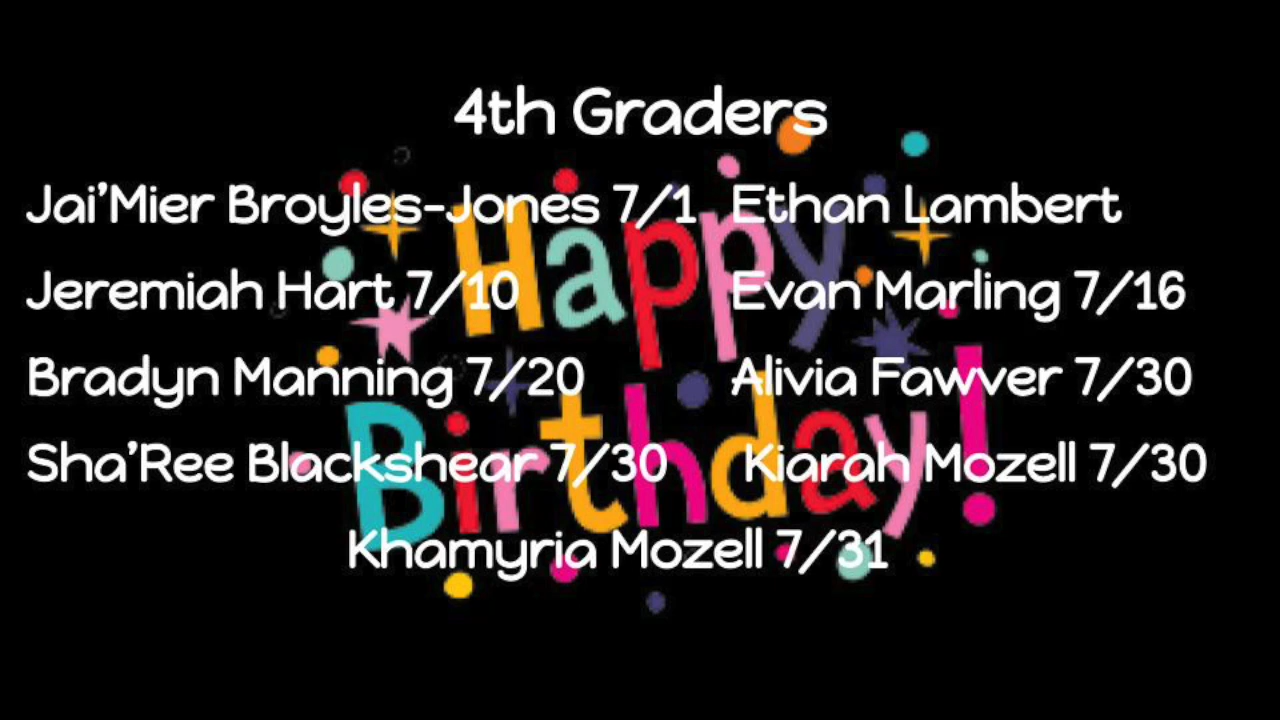 4th Graders
Jai'Mier Broyles-Jones 7/1 Ethan Lambert
Jeremiah Hart 7/10 Evan Marling 7/16
Bradyn Manning 7/20 Alivia Fawver 7/30
Sha'Ree Blackshear 7/30 Kiarah Mozell 7/30
Khamyria Mozell 7/31
Happy
Birthday!